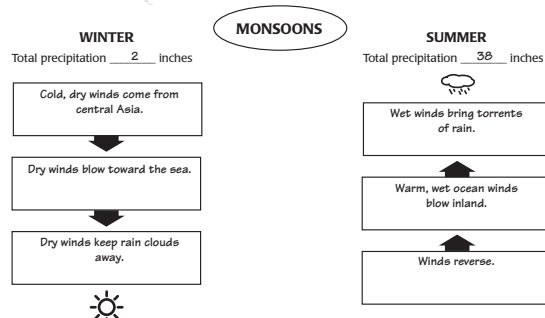 MONSOONS
WINTER
Total precipitation 2 inches
Cold, dry winds come from
central Asia.
Dry winds blow toward the sea.
Dry winds keep rain clouds
away.
SUMMER
Total precipitation 38 inches
Wet winds bring torrents
of rain.
Warm, wet ocean winds
blow inland.
Winds reverse.